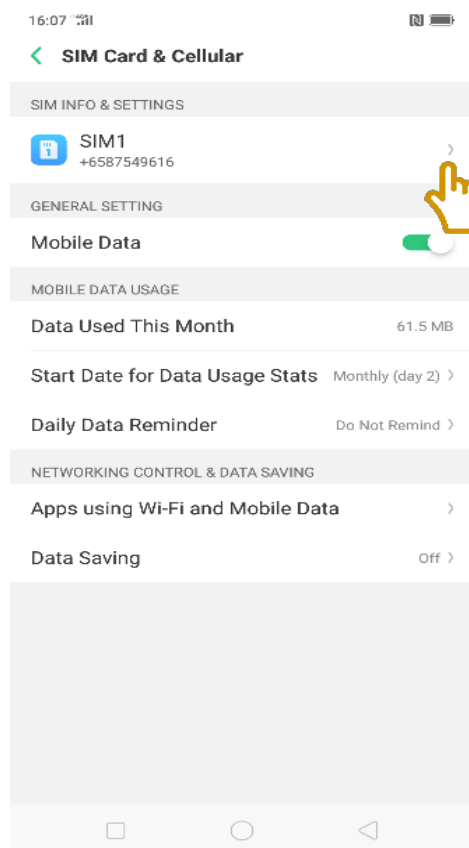 16:07
SIM Card & Cellular
SIM INFO & SETTINGS
1
SIM1
+6587549616
GENERAL SETTING
Mobile Data
MOBILE DATA USAGE
Data Used This Month 61.5 MB
Start Date for Data Usage Stats Monthly (day 2)
Daily Data Reminder Do Not Remind
NETWORKING CONTROL & DATA SAVING
Apps using Wi-Fi and Mobile Data
Data Saving Off